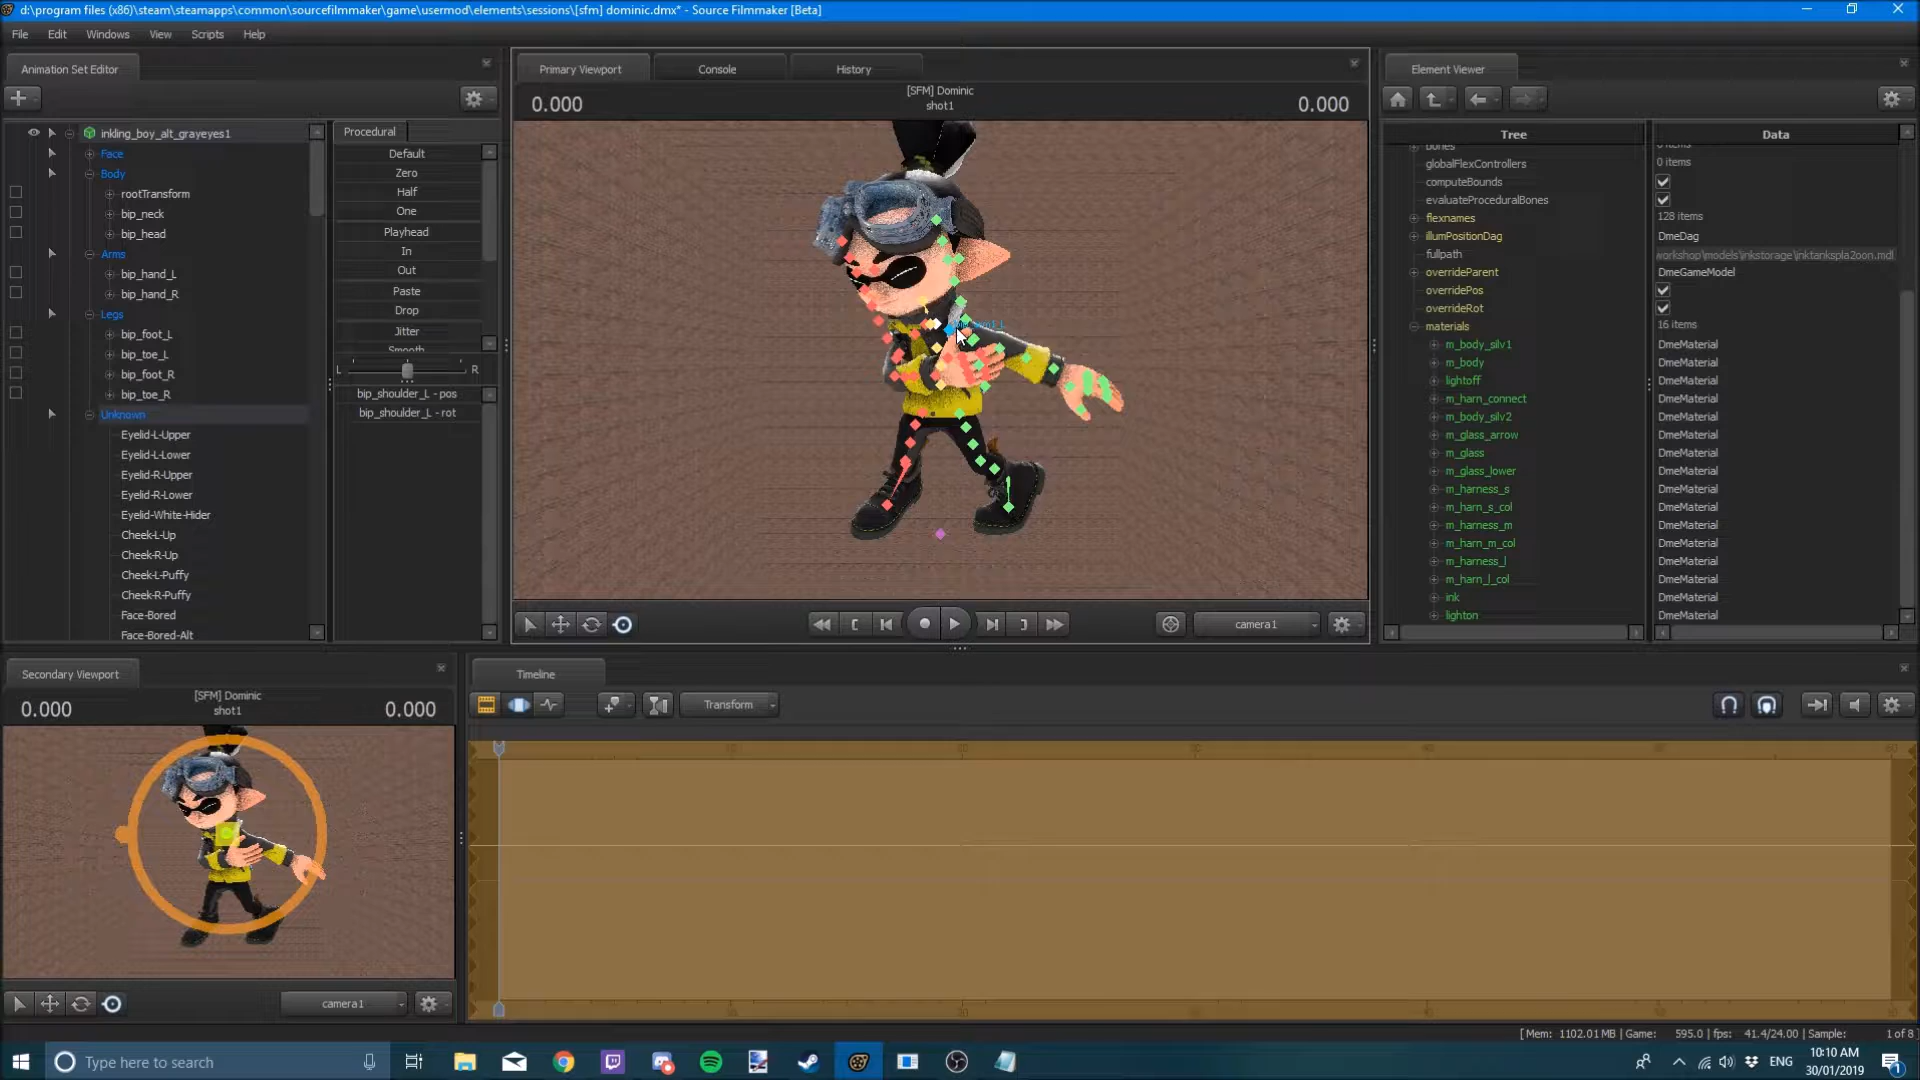 d:\program files (x86)\steam\steamapps\common\sourcefilmmaker\game\usermod\elements\sessions\[sfm] dominic.dmx* - Source Filmmaker [Beta]
File Edit Windows View Scripts Help
Animation Set Editor
inkling_boy_alt_grayeyes1
Face
Body
rootTransform
bip_neck
bip_head
Arms
bip_hand_L
bip_hand_R
Legs
bip_foot_L
bip_toe_L
bip_foot_R
bip_toe_R
Unknown
Eyelid-L-Upper
Eyelid-L-Lower
Eyelid-R-Upper
Eyelid-R-Lower
Eyelid-White-Hider
Cheek-L-Up
Cheek-R-Up
Cheek-L-Puffy
Cheek-R-Puffy
Face-Bored
Face-Bored-Alt
Procedural
Default
Zero
Half
One
Playhead
In
Out
Paste
Drop
Jitter
Smooth
L R
bip_shoulder_L - pos
bip_shoulder_L - rot
Primary Viewport Console History
[SFM] Dominic
0.000 shot1 0.000
camera1
Element Viewer
Tree Data
bones 0 items
globalFlexControllers 0 items
computeBounds
evaluateProceduralBones
flexnames 128 items
illumPositionDag DmeDag
fullpath workshop\models\inkstorage\inktankspla2oon.mdl
overrideParent DmeGameModel
overridePos
overrideRot
materials 16 items
m_body_silv1 DmeMaterial
m_body DmeMaterial
lightoff DmeMaterial
m_harn_connect DmeMaterial
m_body_silv2 DmeMaterial
m_glass_arrow DmeMaterial
m_glass DmeMaterial
m_glass_lower DmeMaterial
m_harness_s DmeMaterial
m_harn_s_col DmeMaterial
m_harness_m DmeMaterial
m_harn_m_col DmeMaterial
m_harness_l DmeMaterial
m_harn_l_col DmeMaterial
ink DmeMaterial
lighton DmeMaterial
Secondary Viewport
[SFM] Dominic
0.000 shot1 0.000
camera1
Timeline
Transform
[ Mem: 1102.01 MB | Game: 595.0 | fps: 41.4/24.00 | Sample: 1 of 8
Type here to search
ENG
10:10 AM
30/01/2019
1